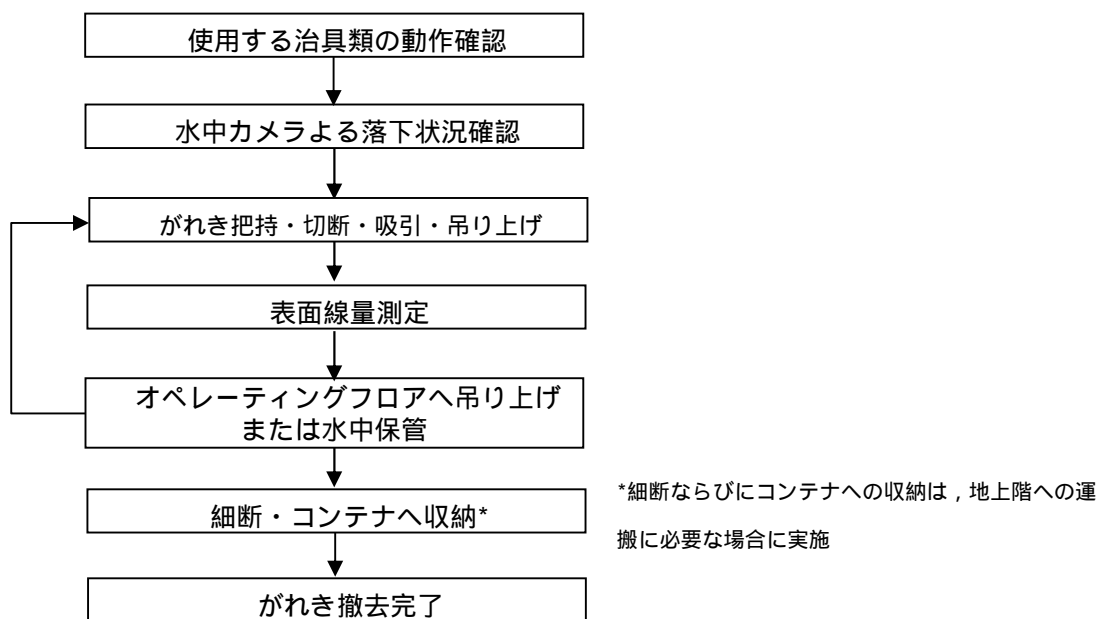 使用する治具類の動作確認
水中カメラよる落下状況確認
がれき把持・切断・吸引・吊り上げ
表面線量測定
オペレーティングフロアへ吊り上げ
または水中保管
細断・コンテナへ収納*
*細断ならびにコンテナへの収納は，地上階への運
搬に必要な場合に実施
がれき撤去完了